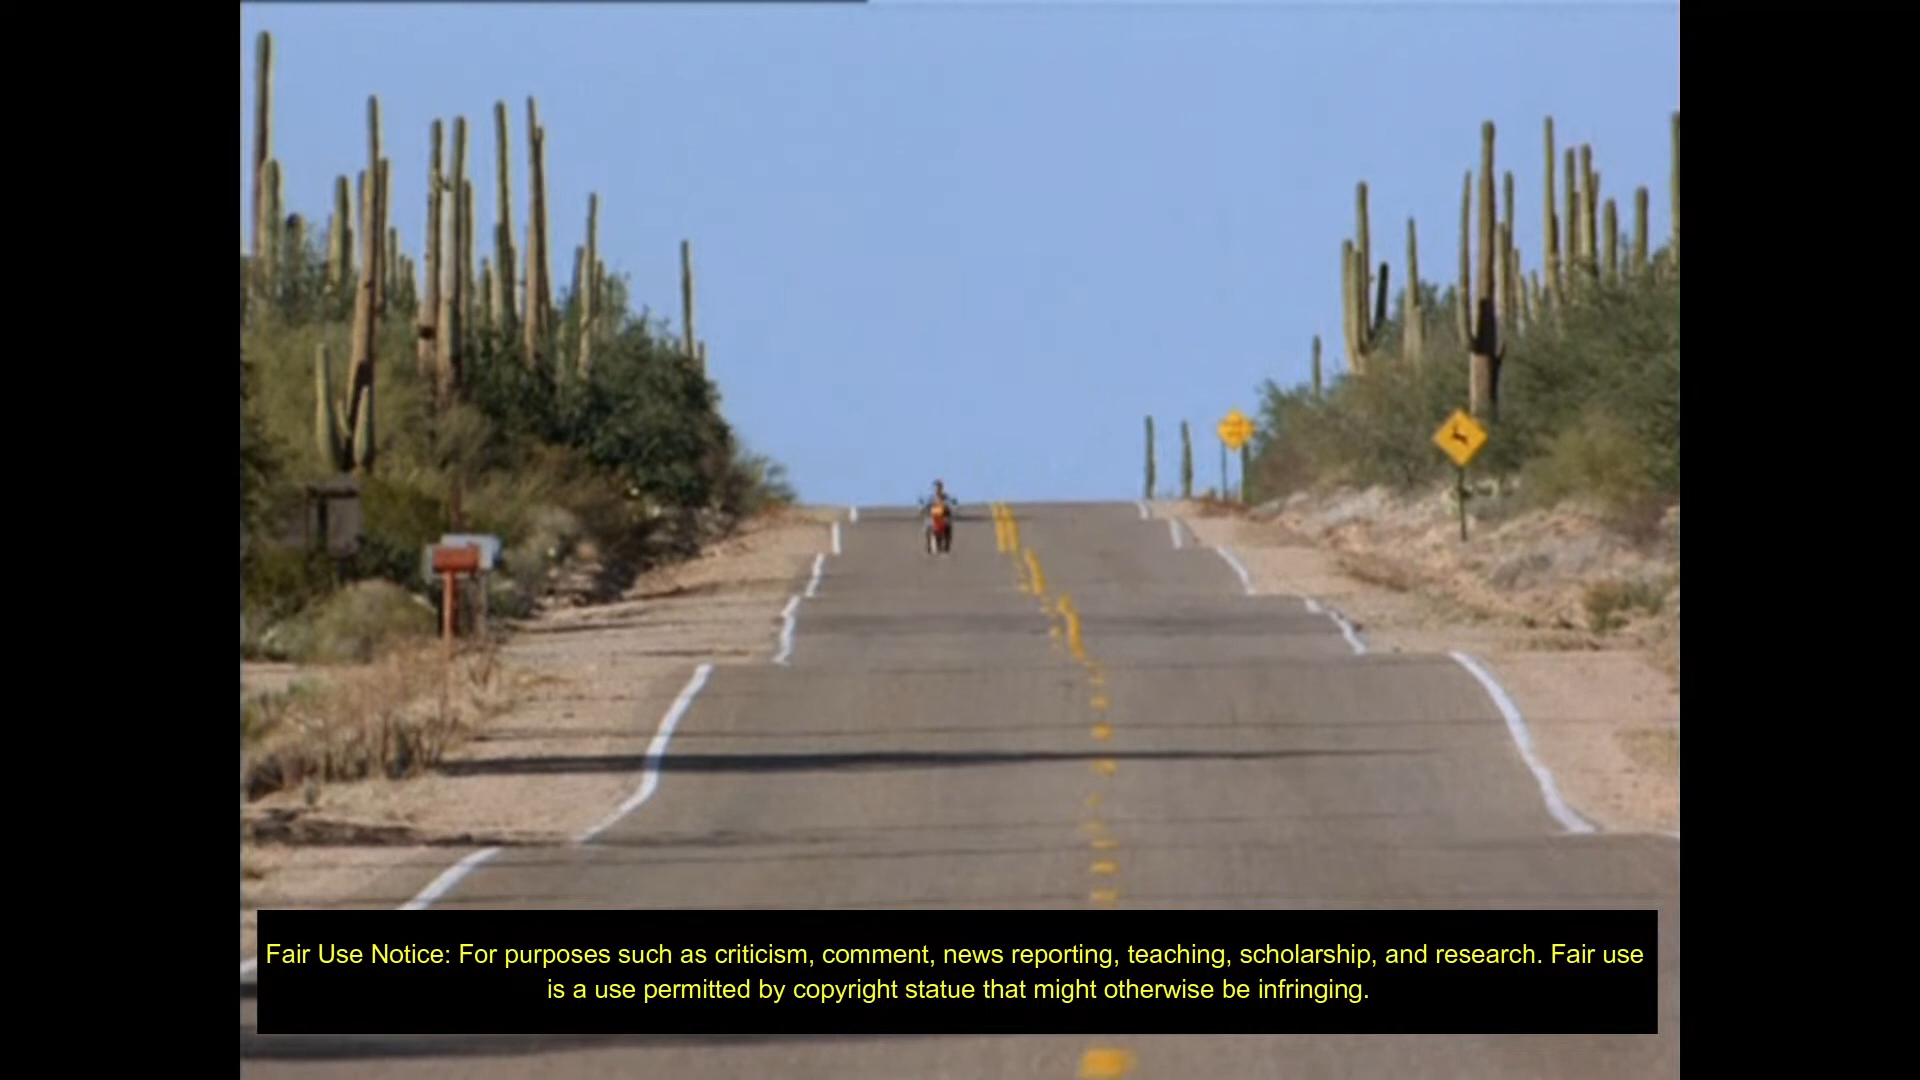 Fair Use Notice: For purposes such as criticism, comment, news reporting, teaching, scholarship, and research. Fair use
is a use permitted by copyright statue that might otherwise be infringing.